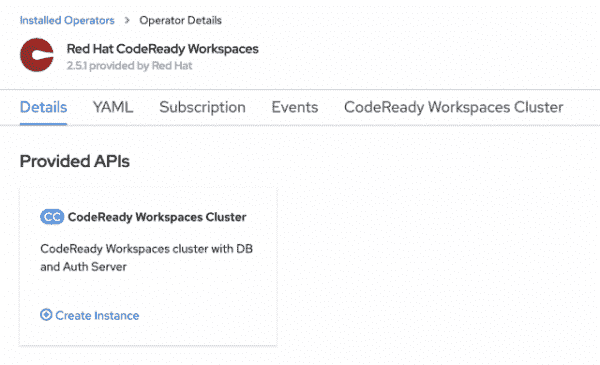 Installed Operators > Operator Details
Red Hat CodeReady Workspaces
2.5.1 provided by Red Hat
Details YAML Subscription Events CodeReady Workspaces Cluster
Provided APIs
CC CodeReady Workspaces Cluster
CodeReady Workspaces cluster with DB
and Auth Server
Create Instance